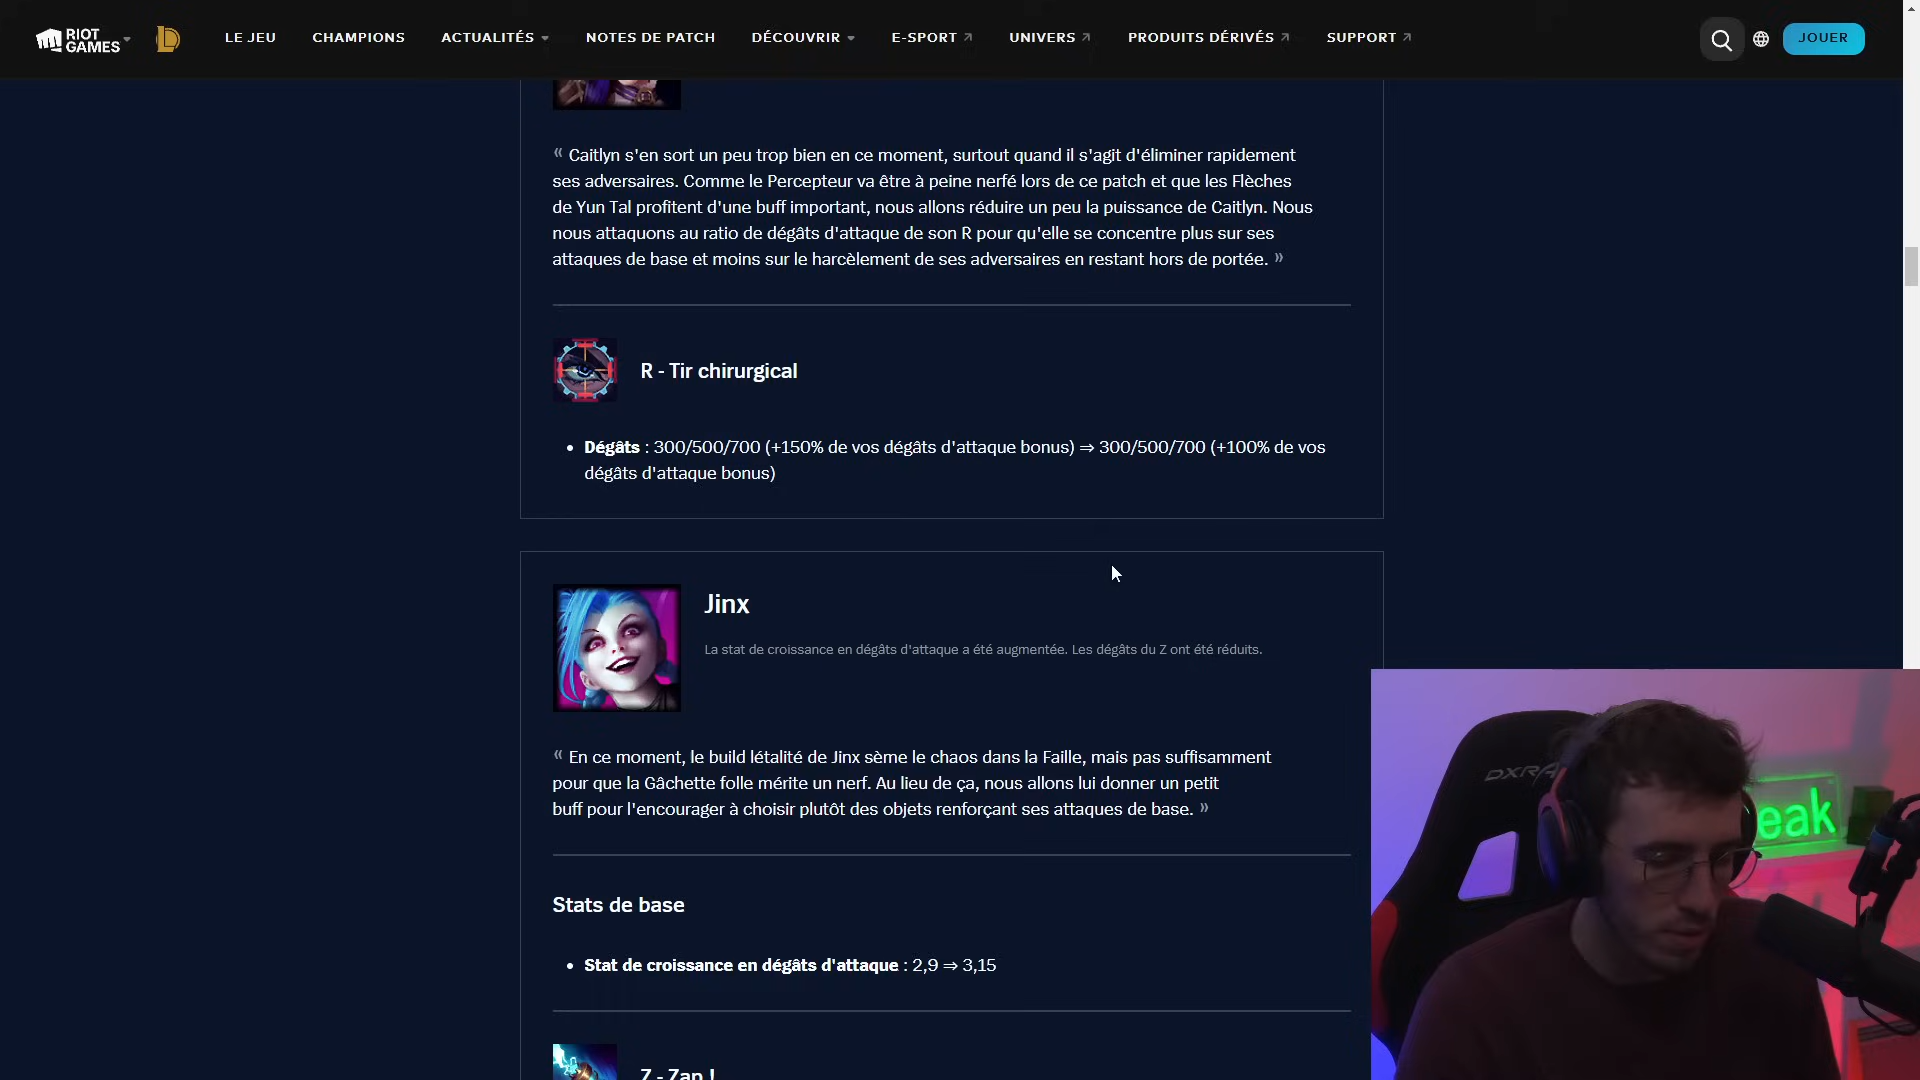 RIOT
GAMES
LE JEU
CHAMPIONS
ACTUALITÉS
NOTES DE PATCH
DÉCOUVRIR
E-SPORT
UNIVERS
PRODUITS DÉRIVÉS
SUPPORT
JOUER
« Caitlyn s'en sort un peu trop bien en ce moment, surtout quand il s'agit d'éliminer rapidement
ses adversaires. Comme le Percepteur va être à peine nerfé lors de ce patch et que les Flèches
de Yun Tal profitent d'une buff important, nous allons réduire un peu la puissance de Caitlyn. Nous
nous attaquons au ratio de dégâts d'attaque de son R pour qu'elle se concentre plus sur ses
attaques de base et moins sur le harcèlement de ses adversaires en restant hors de portée. »
R - Tir chirurgical
• Dégâts : 300/500/700 (+150% de vos dégâts d'attaque bonus) ⇒ 300/500/700 (+100% de vos
dégâts d'attaque bonus)
Jinx
La stat de croissance en dégâts d'attaque a été augmentée. Les dégâts du Z ont été réduits.
« En ce moment, le build létalité de Jinx sème le chaos dans la Faille, mais pas suffisamment
pour que la Gâchette folle mérite un nerf. Au lieu de ça, nous allons lui donner un petit
buff pour l'encourager à choisir plutôt des objets renforçant ses attaques de base. »
Stats de base
• Stat de croissance en dégâts d'attaque : 2,9 ⇒ 3,15
Z - Zap !
DXRA
eak